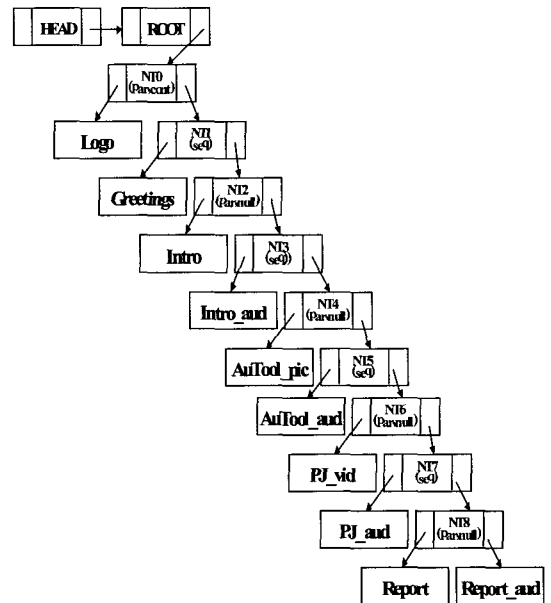 HEAD ROOT
NT0
(Parcont)
Logo
NT1
(seq)
Greetings
NT2
(Parnull)
Intro
NT3
(seq)
Intro_aud
NT4
(Parnull)
AuTool_pic
NT5
(seq)
AuTool_aud
NT6
(Parnull)
PJ_vid
NT7
(seq)
PJ_aud
NT8
(Parnull)
Report Report_aud